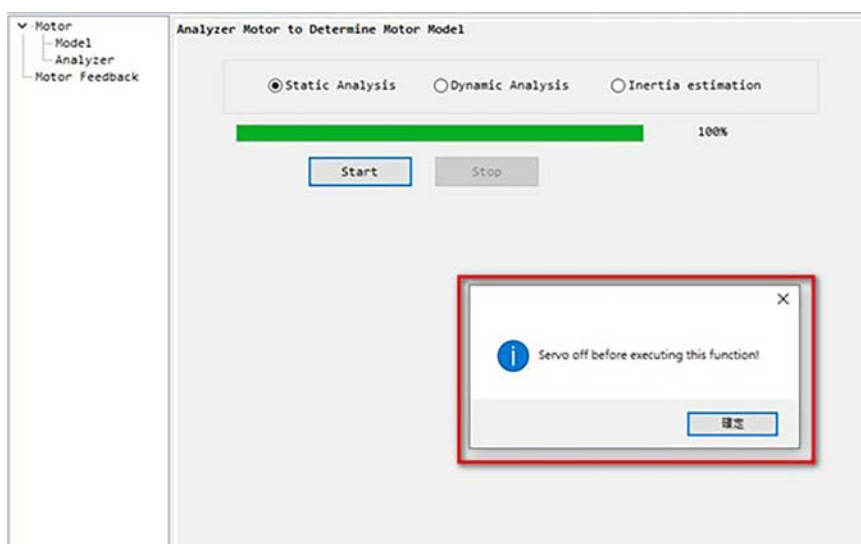 Motor
Model
Analyzer
Motor Feedback
Analyzer Motor to Determine Motor Model
Static Analysis
Dynamic Analysis
Inertia estimation
100%
Start
Stop
Servo off before executing this function!
確定